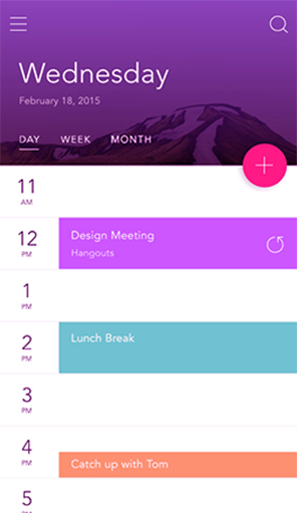 Wednesday
February 18, 2015
DAY WEEK MONTH
11
AM
12
PM
Design Meeting
Hangouts
1
PM
2
PM
Lunch Break
3
PM
4
PM
Catch up with Tom
5